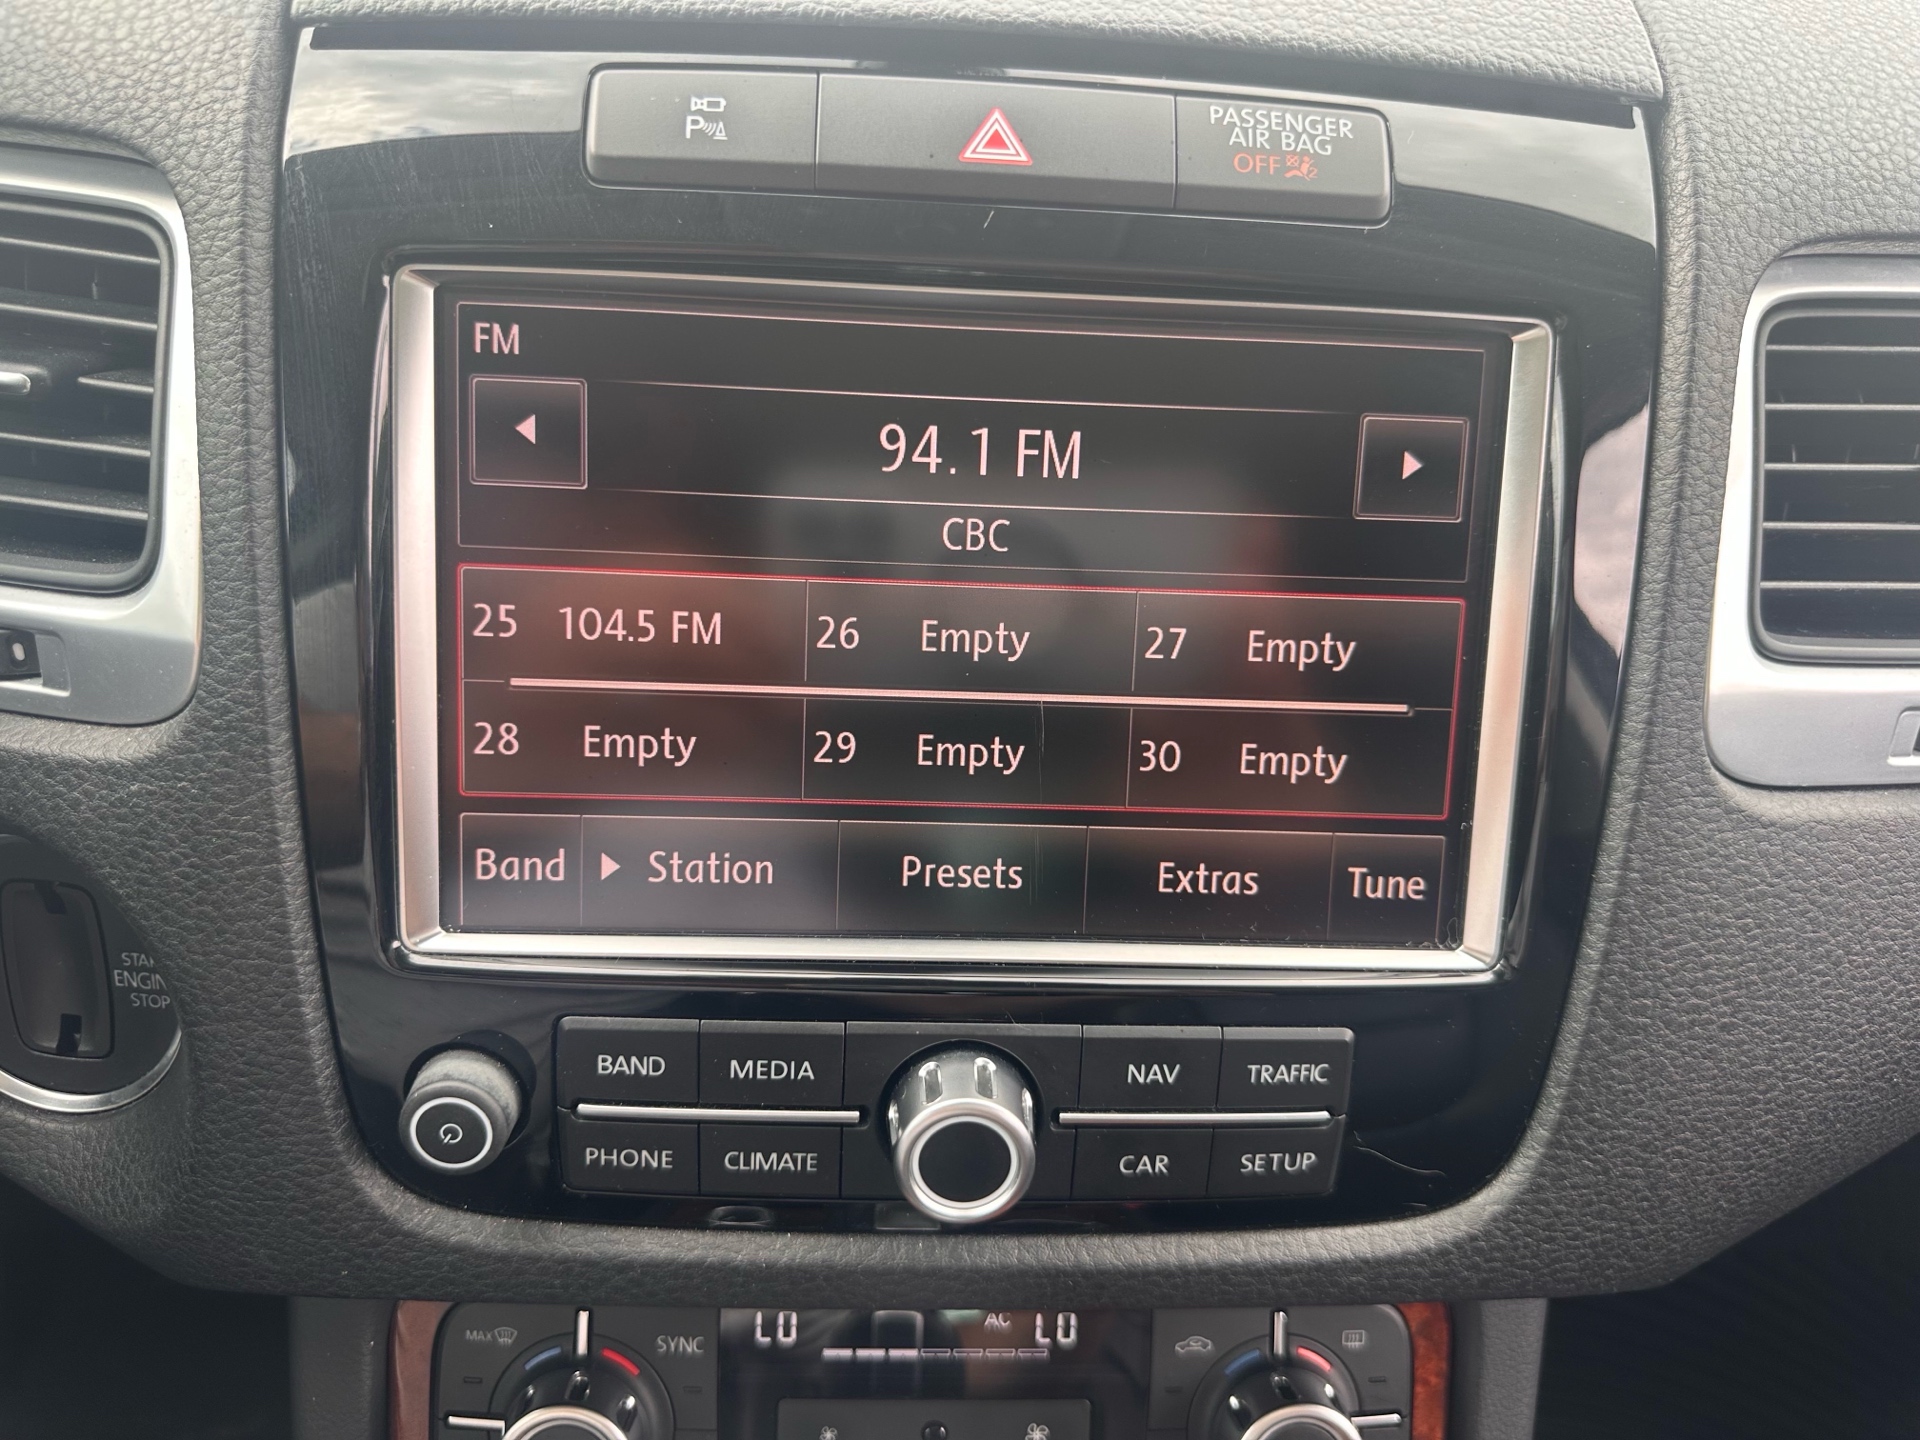 P
PASSENGER
AIR BAG
OFF
FM
94.1 FM
CBC
25 104.5 FM 26 Empty 27 Empty
28 Empty 29 Empty 30 Empty
Band Station Presets Extras Tune
ENGIN
STOP
BAND MEDIA NAV TRAFFIC
PHONE CLIMATE CAR SETUP
MAX SYNC LO AC LO